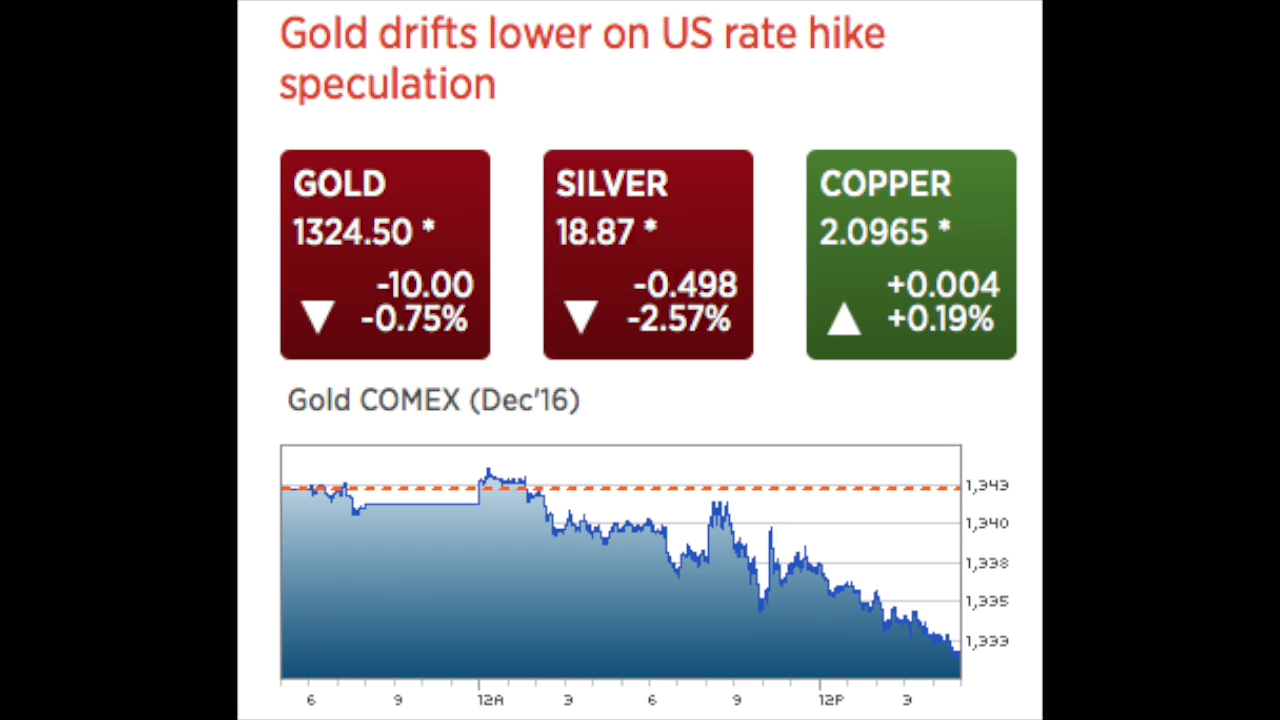 Gold drifts lower on US rate hike
speculation
GOLD
1324.50 *
-10.00
▼ -0.75%
SILVER
18.87 *
-0.498
▼ -2.57%
COPPER
2.0965 *
+0.004
▲ +0.19%
Gold COMEX (Dec'16)
1,343
1,340
1,338
1,335
1,333
6 9 12A 3 6 9 12P 3